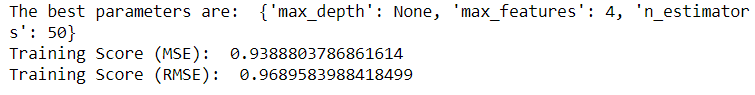 The best parameters are:  {'max_depth': None, 'max_features': 4, 'n_estimator
s': 50}
Training Score (MSE):  0.9388803786861614
Training Score (RMSE):  0.9689583988418499